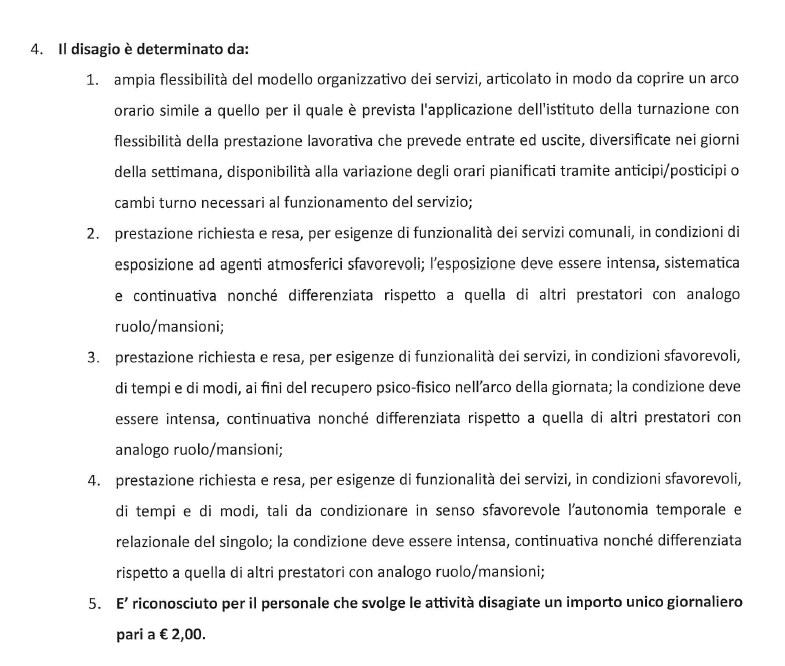 4. Il disagio è determinato da:
1. ampia flessibilità del modello organizzativo dei servizi, articolato in modo da coprire un arco
orario simile a quello per il quale è prevista l'applicazione dell'istituto della turnazione con
flessibilità della prestazione lavorativa che prevede entrate ed uscite, diversificate nei giorni
della settimana, disponibilità alla variazione degli orari pianificati tramite anticipi/posticipi o
cambi turno necessari al funzionamento del servizio;
2. prestazione richiesta e resa, per esigenze di funzionalità dei servizi comunali, in condizioni di
esposizione ad agenti atmosferici sfavorevoli; l'esposizione deve essere intensa, sistematica
e continuativa nonché differenziata rispetto a quella di altri prestatori con analogo
ruolo/mansioni;
3. prestazione richiesta e resa, per esigenze di funzionalità dei servizi, in condizioni sfavorevoli,
di tempi e di modi, ai fini del recupero psico-fisico nell'arco della giornata; la condizione deve
essere intensa, continuativa nonché differenziata rispetto a quella di altri prestatori con
analogo ruolo/mansioni;
4. prestazione richiesta e resa, per esigenze di funzionalità dei servizi, in condizioni sfavorevoli,
di tempi e di modi, tali da condizionare in senso sfavorevole l'autonomia temporale e
relazionale del singolo; la condizione deve essere intensa, continuativa nonché differenziata
rispetto a quella di altri prestatori con analogo ruolo/mansioni;
5. E' riconosciuto per il personale che svolge le attività disagiate un importo unico giornaliero
pari a € 2,00.